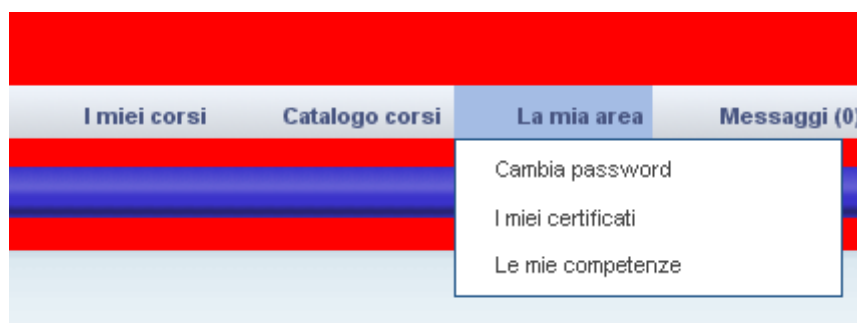 I miei corsi Catalogo corsi La mia area Messaggi (0)
Cambia password
I miei certificati
Le mie competenze